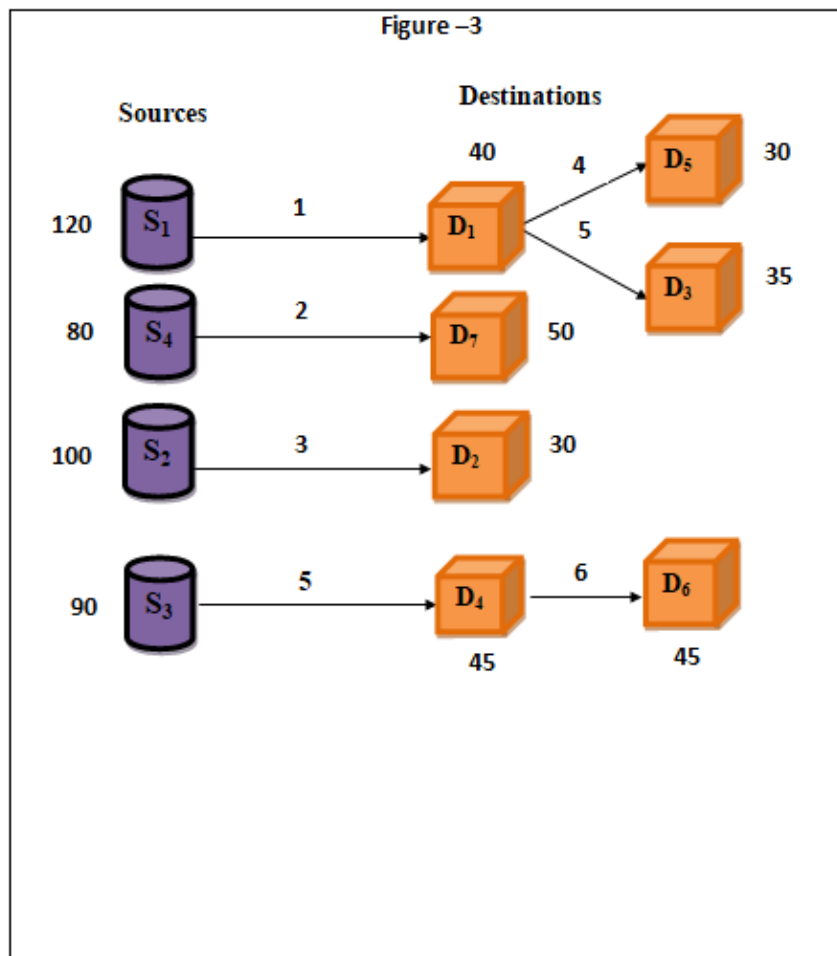 Figure –3
Sources
Destinations
40
4
D₅
30
120
S₁
1
D₁
5
D₃
35
80
S₄
2
D₇
50
100
S₂
3
D₂
30
90
S₃
5
D₄
6
D₆
45
45